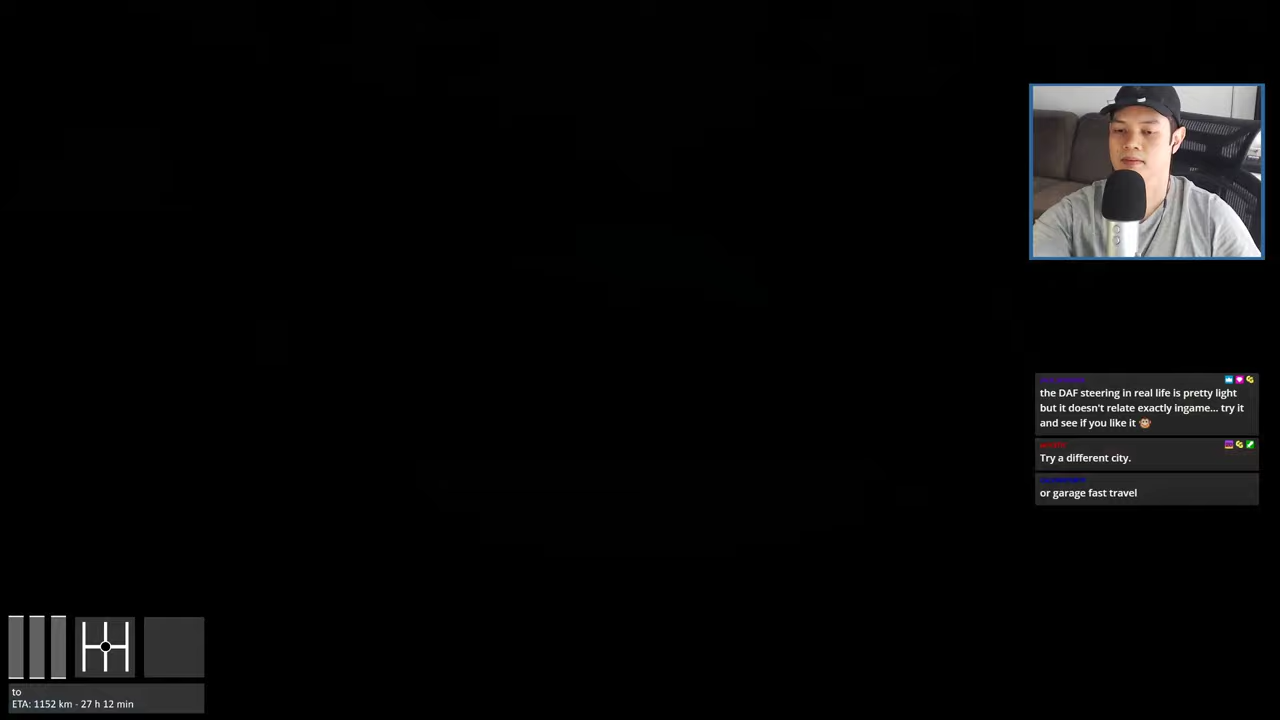 the DAF steering in real life is pretty light
but it doesn't relate exactly ingame... try it
and see if you like it
Try a different city.
or garage fast travel
to
ETA: 1152 km - 27 h 12 min